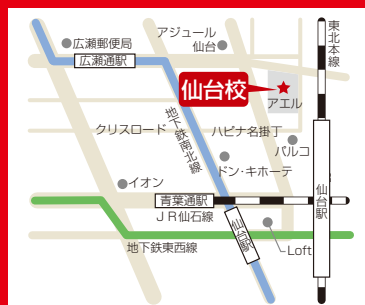 アジュール
仙台
広瀬郵便局
広瀬通駅
東北本線
仙台校
アエル
地下鉄南北線
クリスロード
ハピナ名掛丁
パルコ
ドン・キホーテ
イオン
青葉通駅
JR仙石線
仙台駅
仙台駅
地下鉄東西線
Loft